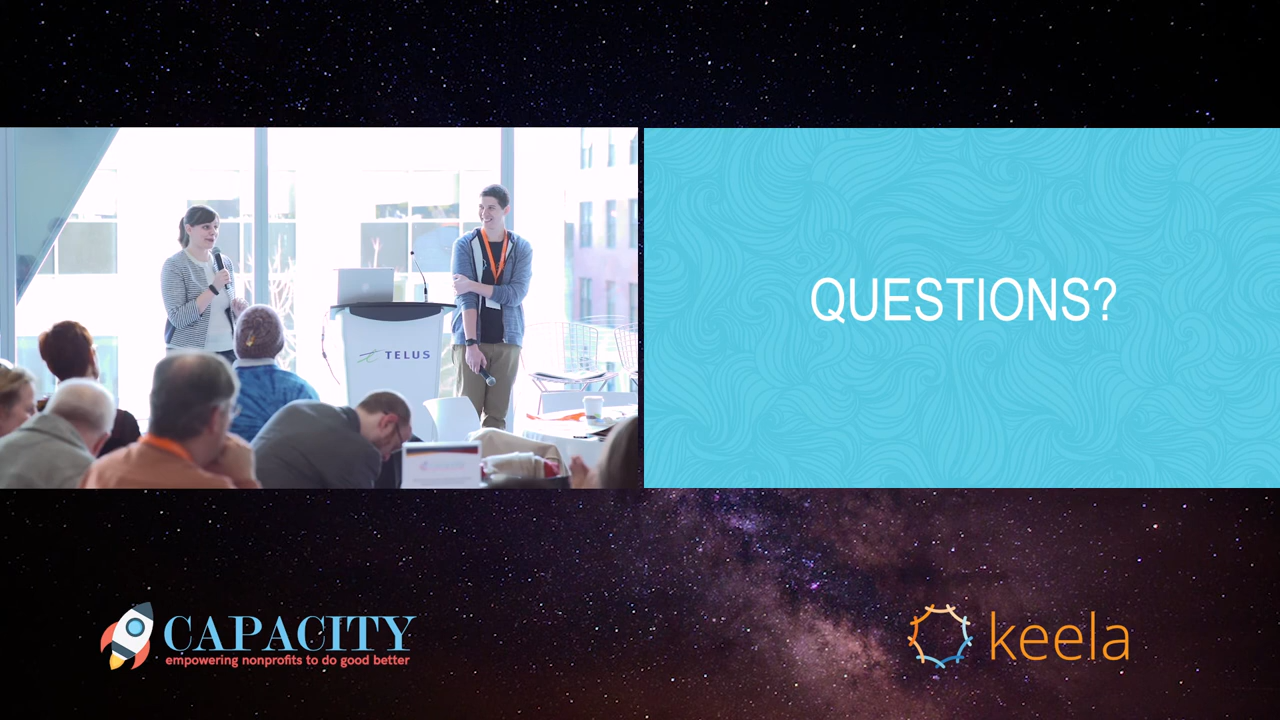 TELUS
QUESTIONS?
CAPACITY
empowering nonprofits to do good better
keela